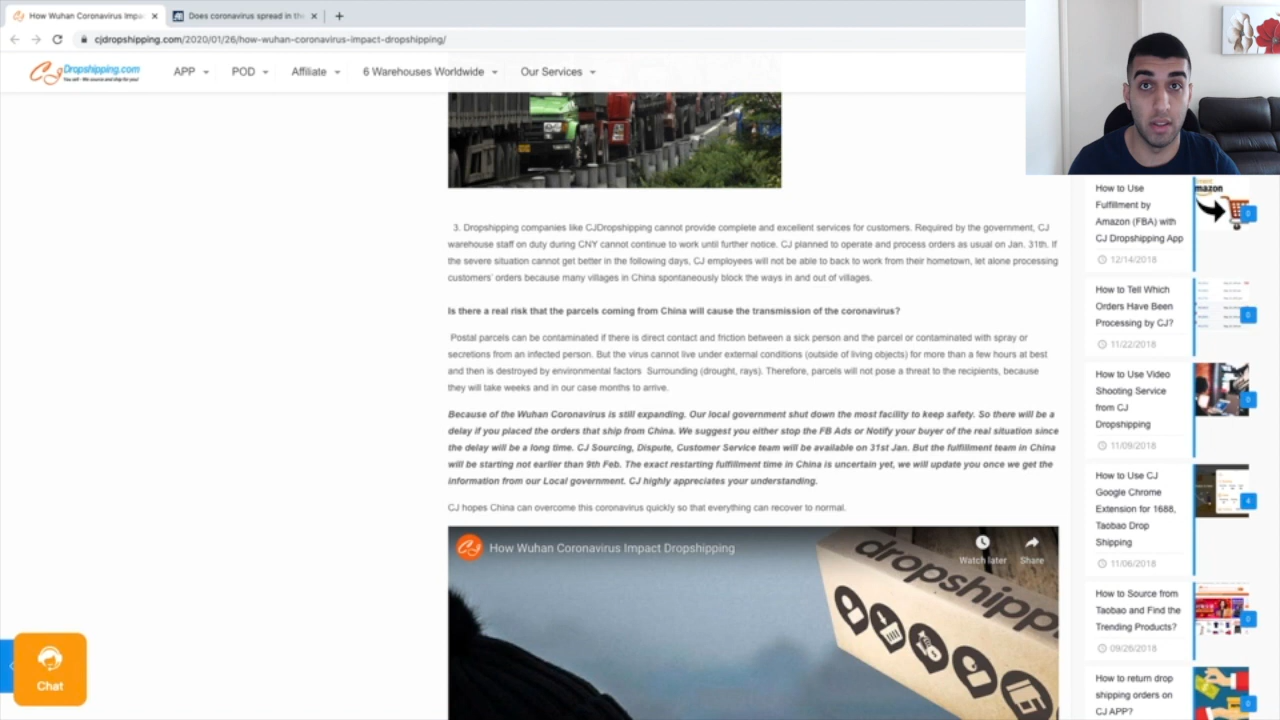 How Wuhan Coronavirus Impa
Does coronavirus spread in the
cjdropshipping.com/2020/01/26/how-wuhan-coronavirus-impact-dropshipping/
CJ Dropshipping.com
You sell - We source and ship for you!
APP
POD
Affiliate
6 Warehouses Worldwide
Our Services
3. Dropshipping companies like CJDropshipping cannot provide complete and excellent services for customers. Required by the government, CJ
warehouse staff on duty during CNY cannot continue to work until further notice. CJ planned to operate and process orders as usual on Jan. 31th. If
the severe situation cannot get better in the following days, CJ employees will not be able to back to work from their hometown, let alone processing
customers' orders because many villages in China spontaneously block the ways in and out of villages.
Is there a real risk that the parcels coming from China will cause the transmission of the coronavirus?
Postal parcels can be contaminated if there is direct contact and friction between a sick person and the parcel or contaminated with spray or
secretions from an infected person. But the virus cannot live under external conditions (outside of living objects) for more than a few hours at best
and then is destroyed by environmental factors Surrounding (drought, rays). Therefore, parcels will not pose a threat to the recipients, because
they will take weeks and in our case months to arrive.
Because of the Wuhan Coronavirus is still expanding. Our local government shut down the most facility to keep safety. So there will be a
delay if you placed the orders that ship from China. We suggest you either stop the FB Ads or Notify your buyer of the real situation since
the delay will be a long time. CJ Sourcing, Dispute, Customer Service team will be available on 31st Jan. But the fulfillment team in China
will be starting not earlier than 9th Feb. The exact restarting fulfillment time in China is uncertain yet, we will update you once we get the
information from our Local government. CJ highly appreciates your understanding.
CJ hopes China can overcome this coronavirus quickly so that everything can recover to normal.
CJ
How Wuhan Coronavirus Impact Dropshipping
Watch later
Share
dropshipp
How to Use
Fulfillment by
Amazon (FBA) with
CJ Dropshipping App
12/14/2018
amazon
0
How to Tell Which
Orders Have Been
Processing by CJ?
11/22/2018
0
How to Use Video
Shooting Service
from CJ
Dropshipping
11/09/2018
0
How to Use CJ
Google Chrome
Extension for 1688,
Taobao Drop
Shipping
11/06/2018
4
How to Source from
Taobao and Find the
Trending Products?
09/26/2018
0
How to return drop
shipping orders on
CJ APP?
0
Chat